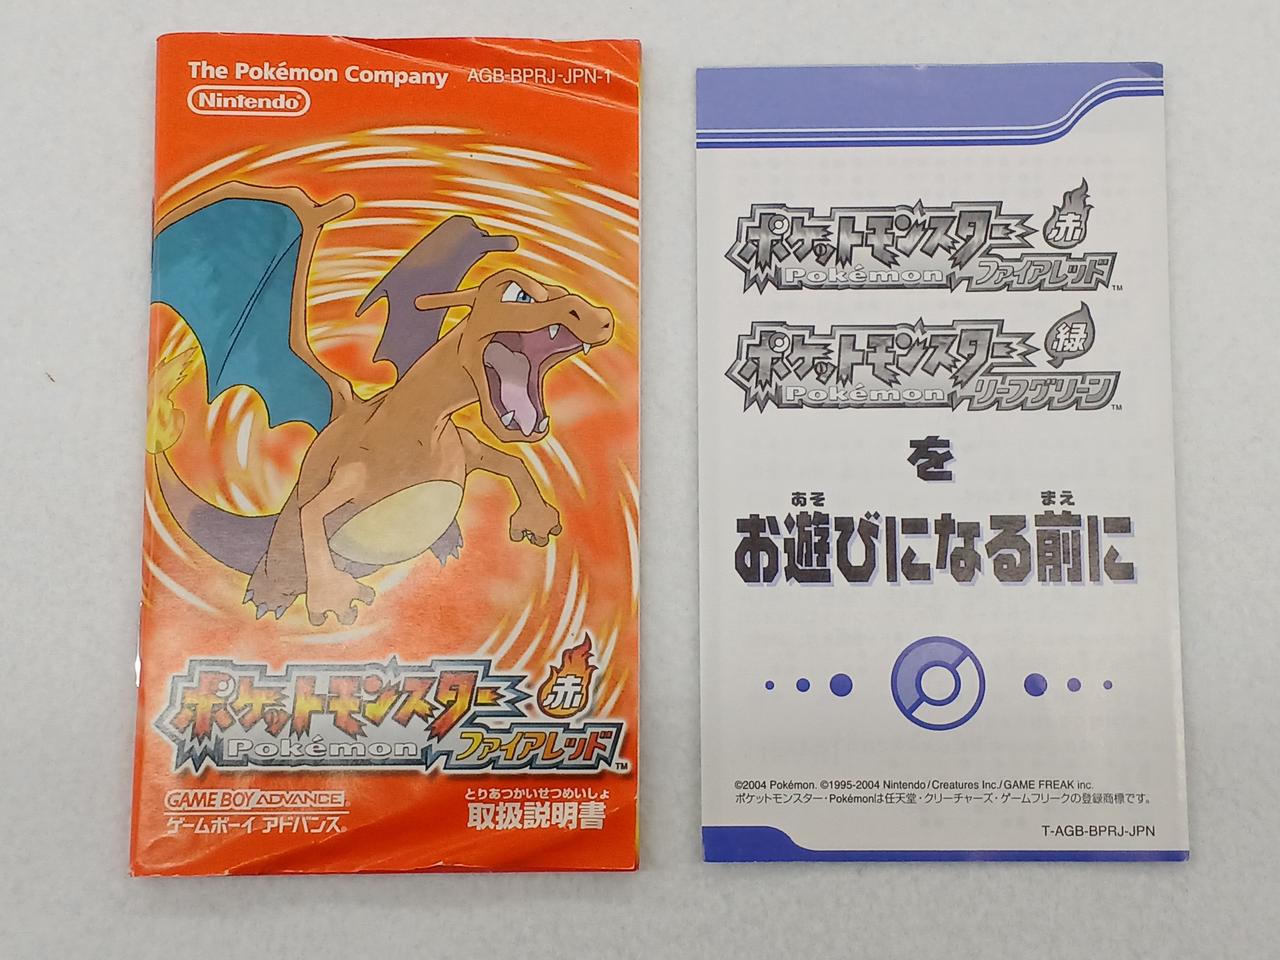 The Pokémon Company AGB-BPRJ-JPN-1
Nintendo®
赤
ポケットモンスター
Pokémon ファイアレッド™
GAME BOY ADVANCE®
ゲームボーイ アドバンス®
とりあつかいせつめいしょ
取扱説明書
赤
ポケットモンスター
Pokémon ファイアレッド™
緑
ポケットモンスター
Pokémon リーフグリーン™
を
あそ まえ
お遊びになる前に
©2004 Pokémon. ©1995-2004 Nintendo/Creatures Inc./GAME FREAK inc.
ポケットモンスター・Pokémonは任天堂・クリーチャーズ・ゲームフリークの登録商標です。
T-AGB-BPRJ-JPN